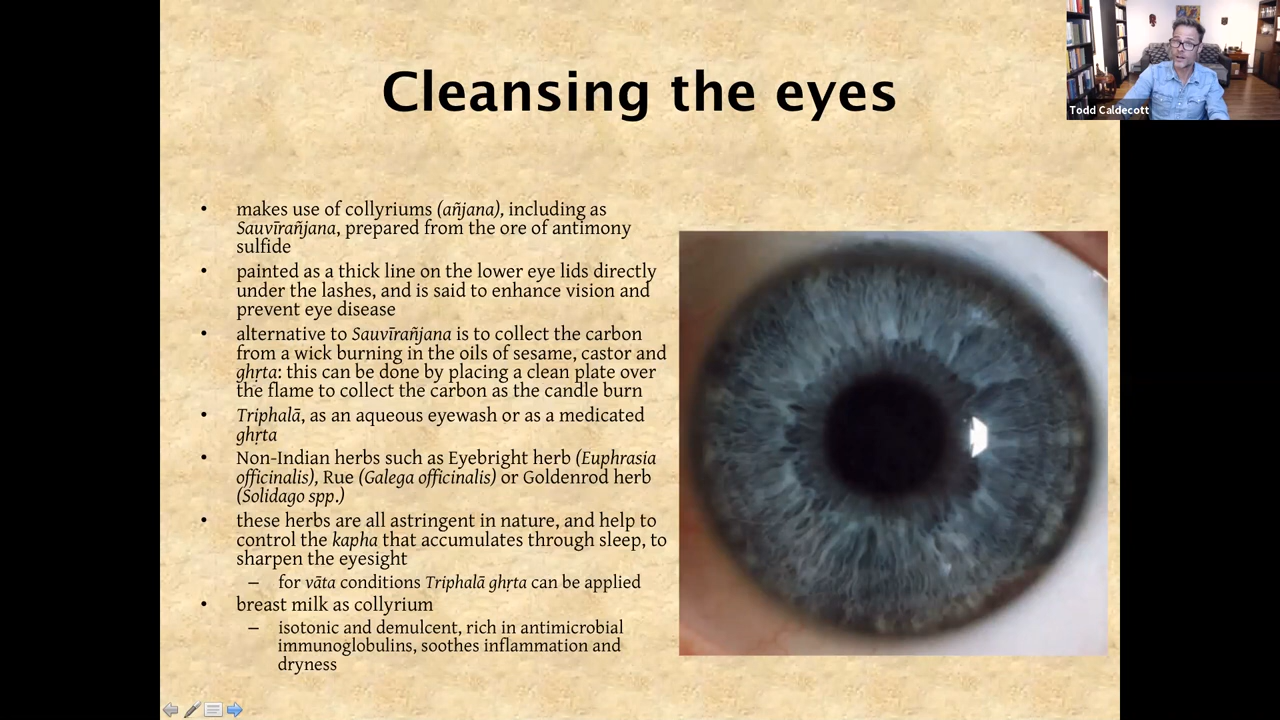 Cleansing the eyes
Todd Caldecott
• makes use of collyriums (añjana), including as
Sauvīrañjana, prepared from the ore of antimony
sulfide
• painted as a thick line on the lower eye lids directly
under the lashes, and is said to enhance vision and
prevent eye disease
• alternative to Sauvīrañjana is to collect the carbon
from a wick burning in the oils of sesame, castor and
ghṛta: this can be done by placing a clean plate over
the flame to collect the carbon as the candle burn
• Triphalā, as an aqueous eyewash or as a medicated
ghṛta
• Non-Indian herbs such as Eyebright herb (Euphrasia
officinalis), Rue (Galega officinalis) or Goldenrod herb
(Solidago spp.)
• these herbs are all astringent in nature, and help to
control the kapha that accumulates through sleep, to
sharpen the eyesight
– for vāta conditions Triphalā ghṛta can be applied
• breast milk as collyrium
– isotonic and demulcent, rich in antimicrobial
immunoglobulins, soothes inflammation and
dryness